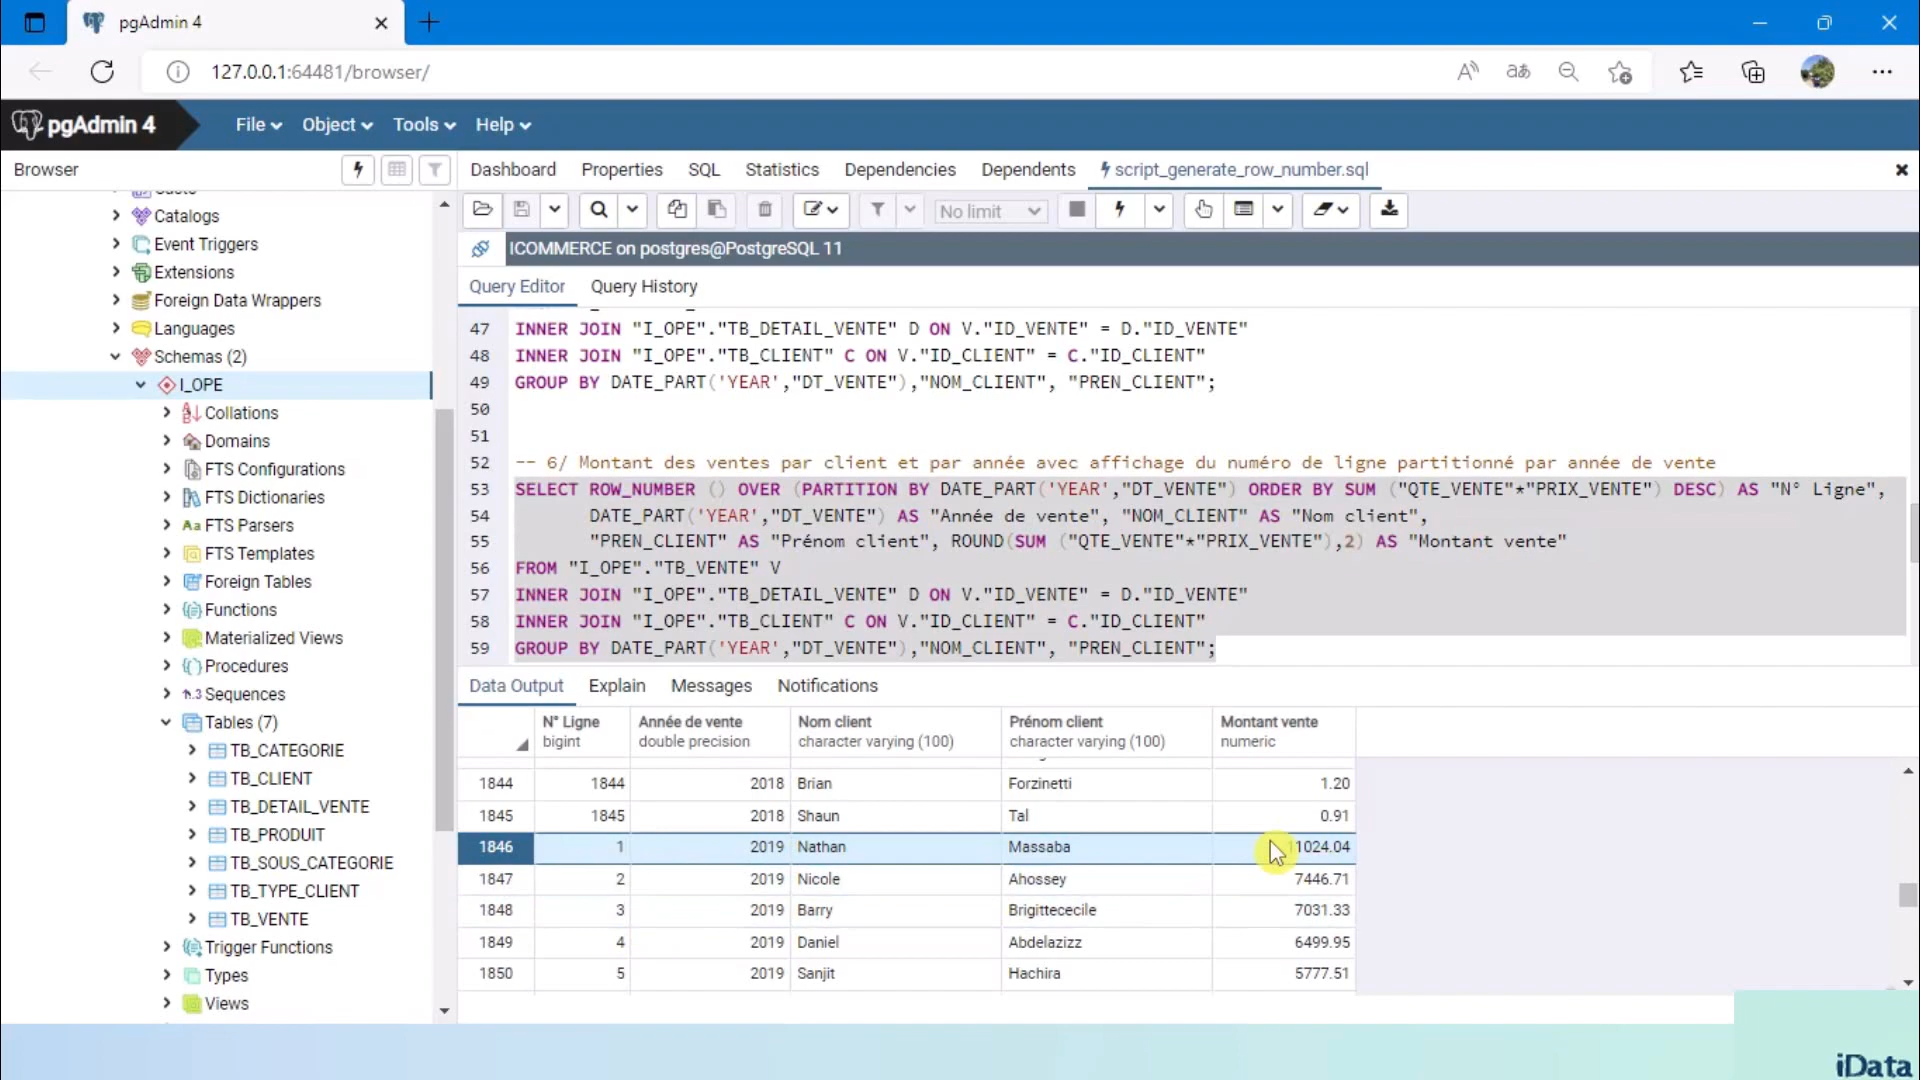 pgAdmin 4
127.0.0.1:64481/browser/
pgAdmin 4
File
Object
Tools
Help
Browser
Dashboard
Properties
SQL
Statistics
Dependencies
Dependents
script_generate_row_number.sql
Catalogs
Event Triggers
Extensions
Foreign Data Wrappers
Languages
Schemas (2)
I_OPE
Collations
Domains
FTS Configurations
FTS Dictionaries
FTS Parsers
FTS Templates
Foreign Tables
Functions
Materialized Views
Procedures
Sequences
Tables (7)
TB_CATEGORIE
TB_CLIENT
TB_DETAIL_VENTE
TB_PRODUIT
TB_SOUS_CATEGORIE
TB_TYPE_CLIENT
TB_VENTE
Trigger Functions
Types
Views
No limit
ICOMMERCE on postgres@PostgreSQL 11
Query Editor
Query History
47 INNER JOIN "I_OPE"."TB_DETAIL_VENTE" D ON V."ID_VENTE" = D."ID_VENTE"
48 INNER JOIN "I_OPE"."TB_CLIENT" C ON V."ID_CLIENT" = C."ID_CLIENT"
49 GROUP BY DATE_PART('YEAR',"DT_VENTE"),"NOM_CLIENT", "PREN_CLIENT";
50
51
52 -- 6/ Montant des ventes par client et par année avec affichage du numéro de ligne partitionné par année de vente
53 SELECT ROW_NUMBER () OVER (PARTITION BY DATE_PART('YEAR',"DT_VENTE") ORDER BY SUM ("QTE_VENTE"*"PRIX_VENTE") DESC) AS "N° Ligne",
54 DATE_PART('YEAR',"DT_VENTE") AS "Année de vente", "NOM_CLIENT" AS "Nom client",
55 "PREN_CLIENT" AS "Prénom client", ROUND(SUM ("QTE_VENTE"*"PRIX_VENTE"),2) AS "Montant vente"
56 FROM "I_OPE"."TB_VENTE" V
57 INNER JOIN "I_OPE"."TB_DETAIL_VENTE" D ON V."ID_VENTE" = D."ID_VENTE"
58 INNER JOIN "I_OPE"."TB_CLIENT" C ON V."ID_CLIENT" = C."ID_CLIENT"
59 GROUP BY DATE_PART('YEAR',"DT_VENTE"),"NOM_CLIENT", "PREN_CLIENT";
Data Output
Explain
Messages
Notifications
N° Ligne Année de vente Nom client Prénom client Montant vente
bigint double precision character varying (100) character varying (100) numeric
1844 1844 2018 Brian Forzinetti 1.20
1845 1845 2018 Shaun Tal 0.91
1846 1 2019 Nathan Massaba 11024.04
1847 2 2019 Nicole Ahossey 7446.71
1848 3 2019 Barry Brigittececile 7031.33
1849 4 2019 Daniel Abdelazizz 6499.95
1850 5 2019 Sanjit Hachira 5777.51
iData